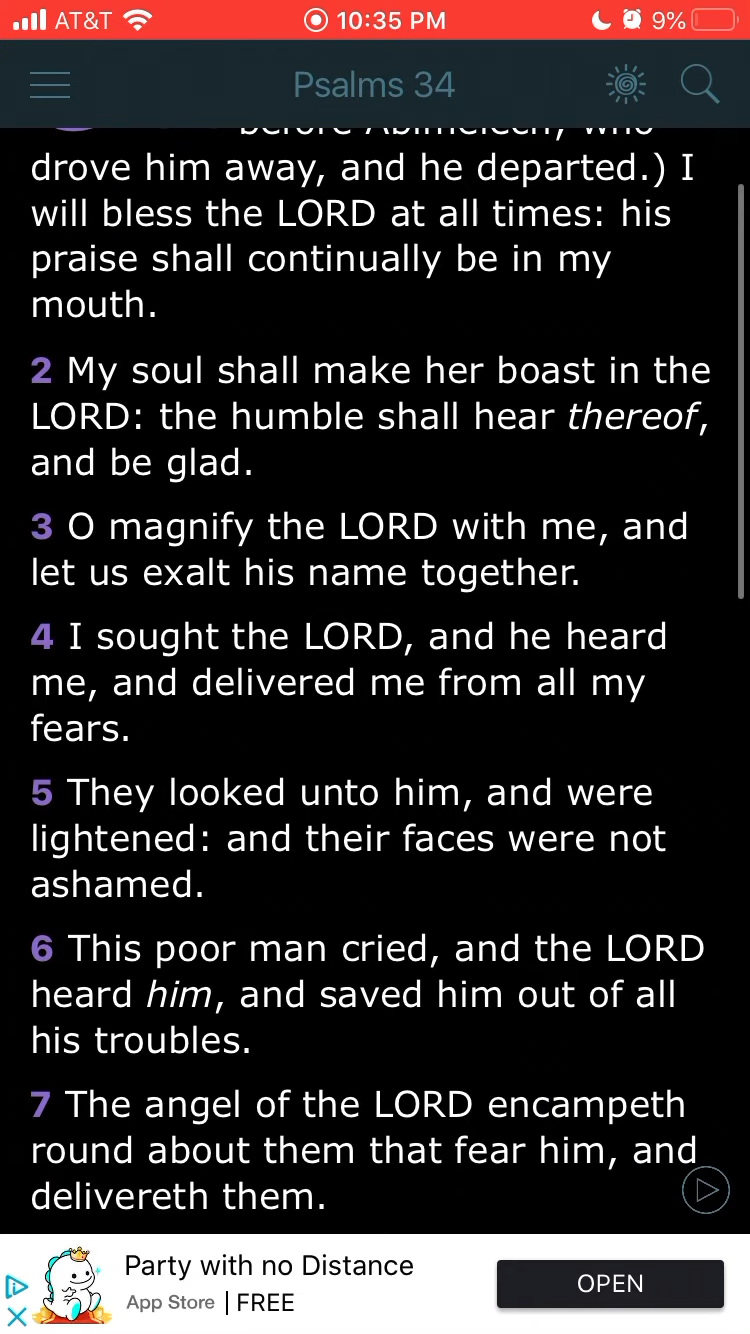 AT&T 10:35 PM 9%
Psalms 34
before Abimelech, who
drove him away, and he departed.) I
will bless the LORD at all times: his
praise shall continually be in my
mouth.
2 My soul shall make her boast in the
LORD: the humble shall hear thereof,
and be glad.
3 O magnify the LORD with me, and
let us exalt his name together.
4 I sought the LORD, and he heard
me, and delivered me from all my
fears.
5 They looked unto him, and were
lightened: and their faces were not
ashamed.
6 This poor man cried, and the LORD
heard him, and saved him out of all
his troubles.
7 The angel of the LORD encampeth
round about them that fear him, and
delivereth them.
Party with no Distance
App Store | FREE
OPEN